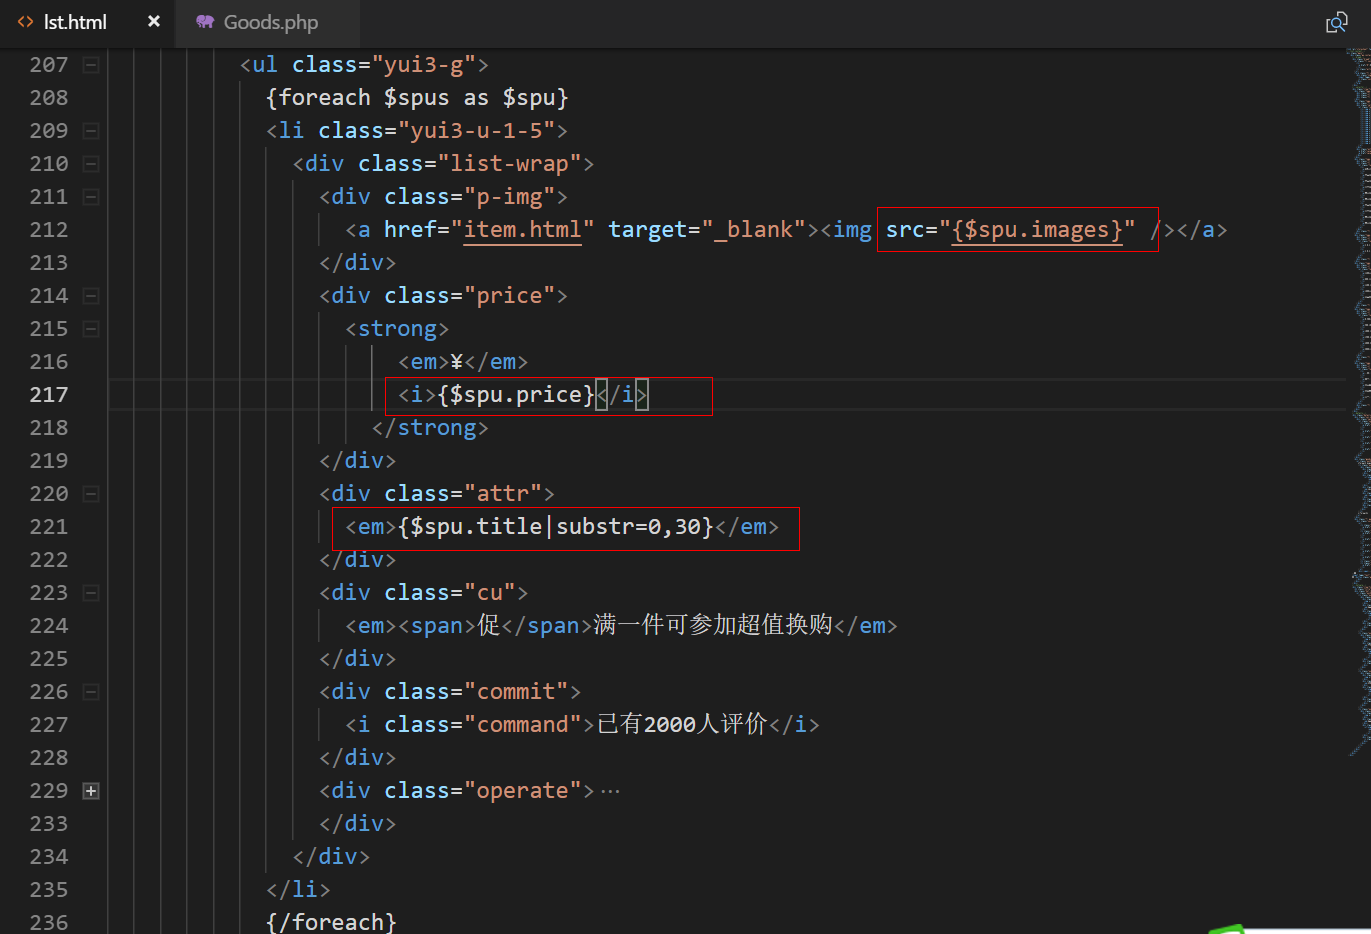 lst.html × Goods.php
207 <ul class="yui3-g">
208 {foreach $spus as $spu}
209 <li class="yui3-u-1-5">
210 <div class="list-wrap">
211 <div class="p-img">
212 <a href="item.html" target="_blank"><img src="{$spu.images}" /></a>
213 </div>
214 <div class="price">
215 <strong>
216 <em>¥</em>
217 <i>{$spu.price}</i>
218 </strong>
219 </div>
220 <div class="attr">
221 <em>{$spu.title|substr=0,30}</em>
222 </div>
223 <div class="cu">
224 <em><span>促</span>满一件可参加超值换购</em>
225 </div>
226 <div class="commit">
227 <i class="command">已有2000人评价</i>
228 </div>
229 <div class="operate">···
233 </div>
234 </div>
235 </li>
236 {/foreach}